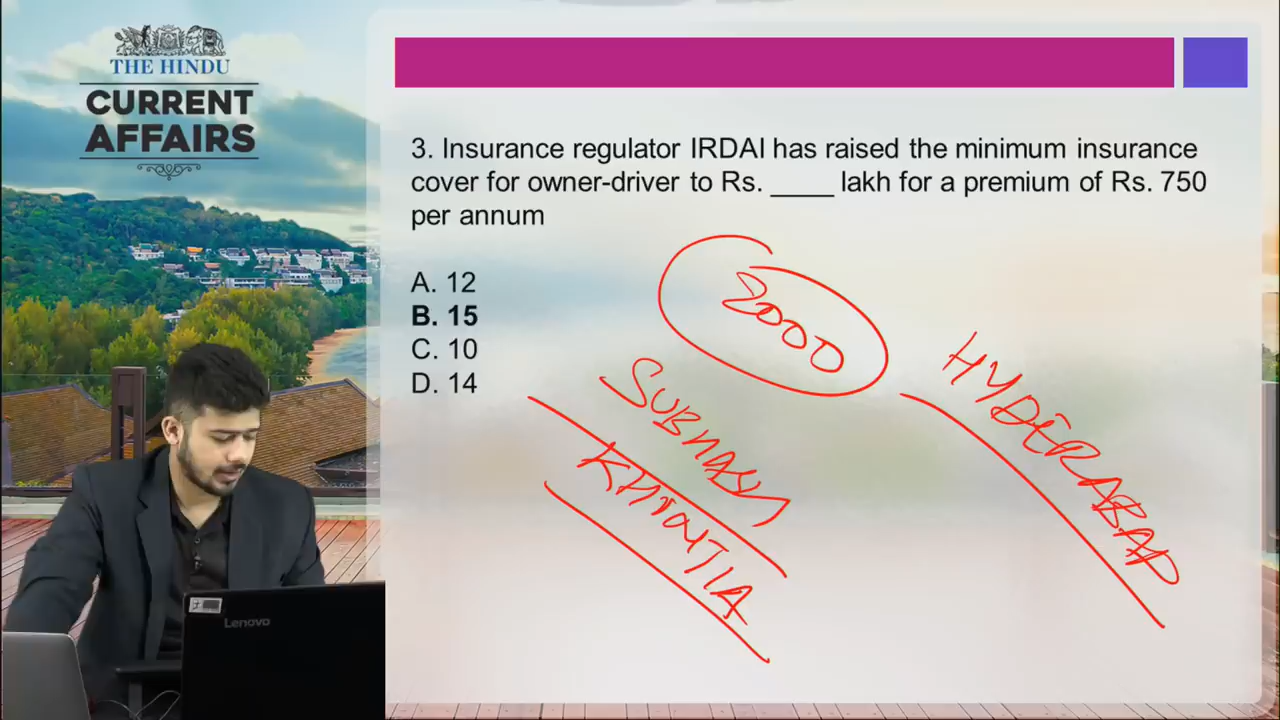 THE HINDU
CURRENT
AFFAIRS
3. Insurance regulator IRDAI has raised the minimum insurance
cover for owner-driver to Rs. ____ lakh for a premium of Rs. 750
per annum
A. 12
B. 15
C. 10
D. 14
2000
SUBHASH
KHUNTIA
HYDERABAD
Lenovo